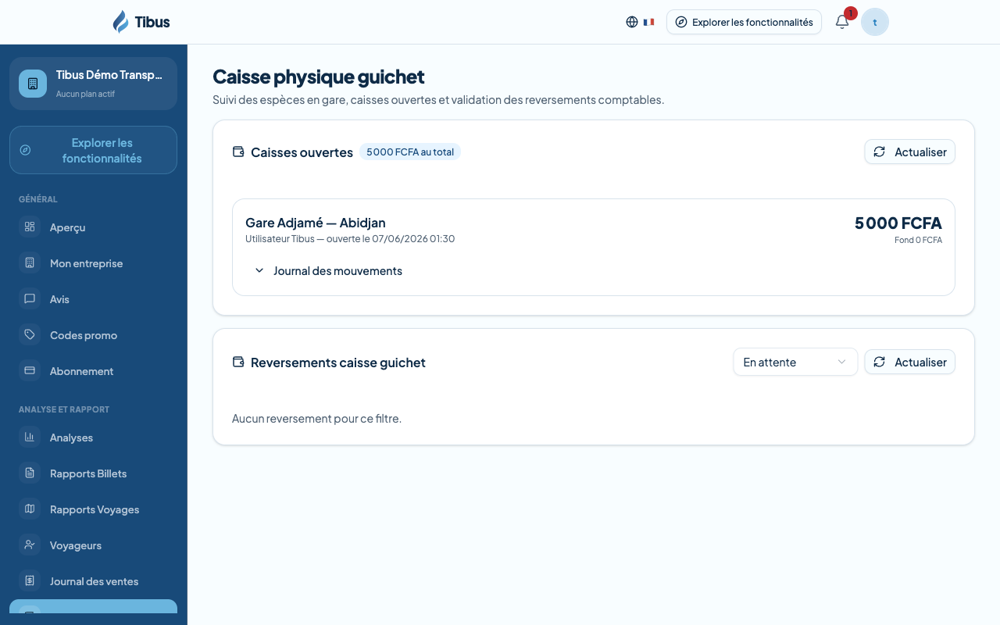 Tibus
Explorer les fonctionnalités
1
t
Tibus Démo Transp...
Aucun plan actif
Explorer les
fonctionnalités
GÉNÉRAL
Aperçu
Mon entreprise
Avis
Codes promo
Abonnement
ANALYSE ET RAPPORT
Analyses
Rapports Billets
Rapports Voyages
Voyageurs
Journal des ventes
Caisse physique guichet
Suivi des espèces en gare, caisses ouvertes et validation des reversements comptables.
Caisses ouvertes
5 000 FCFA au total
Actualiser
Gare Adjamé — Abidjan
5 000 FCFA
Utilisateur Tibus — ouverte le 07/06/2026 01:30
Fond 0 FCFA
Journal des mouvements
Reversements caisse guichet
En attente
Actualiser
Aucun reversement pour ce filtre.